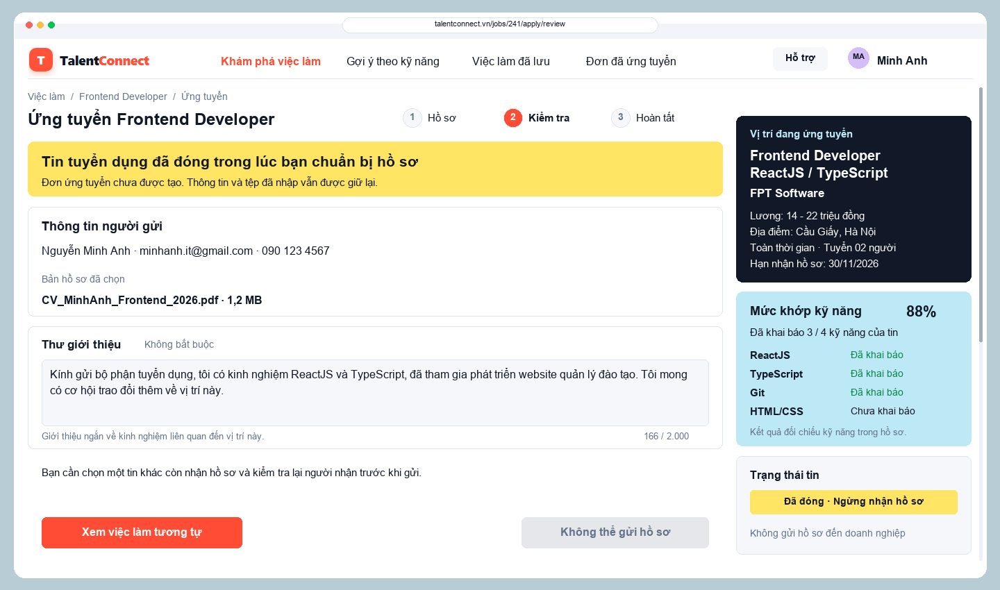 talentconnect.vn/jobs/241/apply/review
T TalentConnect
Khám phá việc làm
Gợi ý theo kỹ năng
Việc làm đã lưu
Đơn đã ứng tuyển
Hỗ trợ
MA
Minh Anh
Việc làm / Frontend Developer / Ứng tuyển
Ứng tuyển Frontend Developer
1 Hồ sơ
2 Kiểm tra
3 Hoàn tất
Tin tuyển dụng đã đóng trong lúc bạn chuẩn bị hồ sơ
Đơn ứng tuyển chưa được tạo. Thông tin và tệp đã nhập vẫn được giữ lại.
Thông tin người gửi
Nguyễn Minh Anh · minhanh.it@gmail.com · 090 123 4567
Bản hồ sơ đã chọn
CV_MinhAnh_Frontend_2026.pdf · 1,2 MB
Thư giới thiệu
Không bắt buộc
Kính gửi bộ phận tuyển dụng, tôi có kinh nghiệm ReactJS và TypeScript, đã tham gia phát triển website quản lý đào tạo. Tôi mong
có cơ hội trao đổi thêm về vị trí này.
Giới thiệu ngắn về kinh nghiệm liên quan đến vị trí này.
166 / 2.000
Bạn cần chọn một tin khác còn nhận hồ sơ và kiểm tra lại người nhận trước khi gửi.
Xem việc làm tương tự
Không thể gửi hồ sơ
Vị trí đang ứng tuyển
Frontend Developer
ReactJS / TypeScript
FPT Software
Lương: 14 - 22 triệu đồng
Địa điểm: Cầu Giấy, Hà Nội
Toàn thời gian · Tuyển 02 người
Hạn nhận hồ sơ: 30/11/2026
Mức khớp kỹ năng 88%
Đã khai báo 3 / 4 kỹ năng của tin
ReactJS Đã khai báo
TypeScript Đã khai báo
Git Đã khai báo
HTML/CSS Chưa khai báo
Kết quả đối chiếu kỹ năng trong hồ sơ.
Trạng thái tin
Đã đóng · Ngừng nhận hồ sơ
Không gửi hồ sơ đến doanh nghiệp